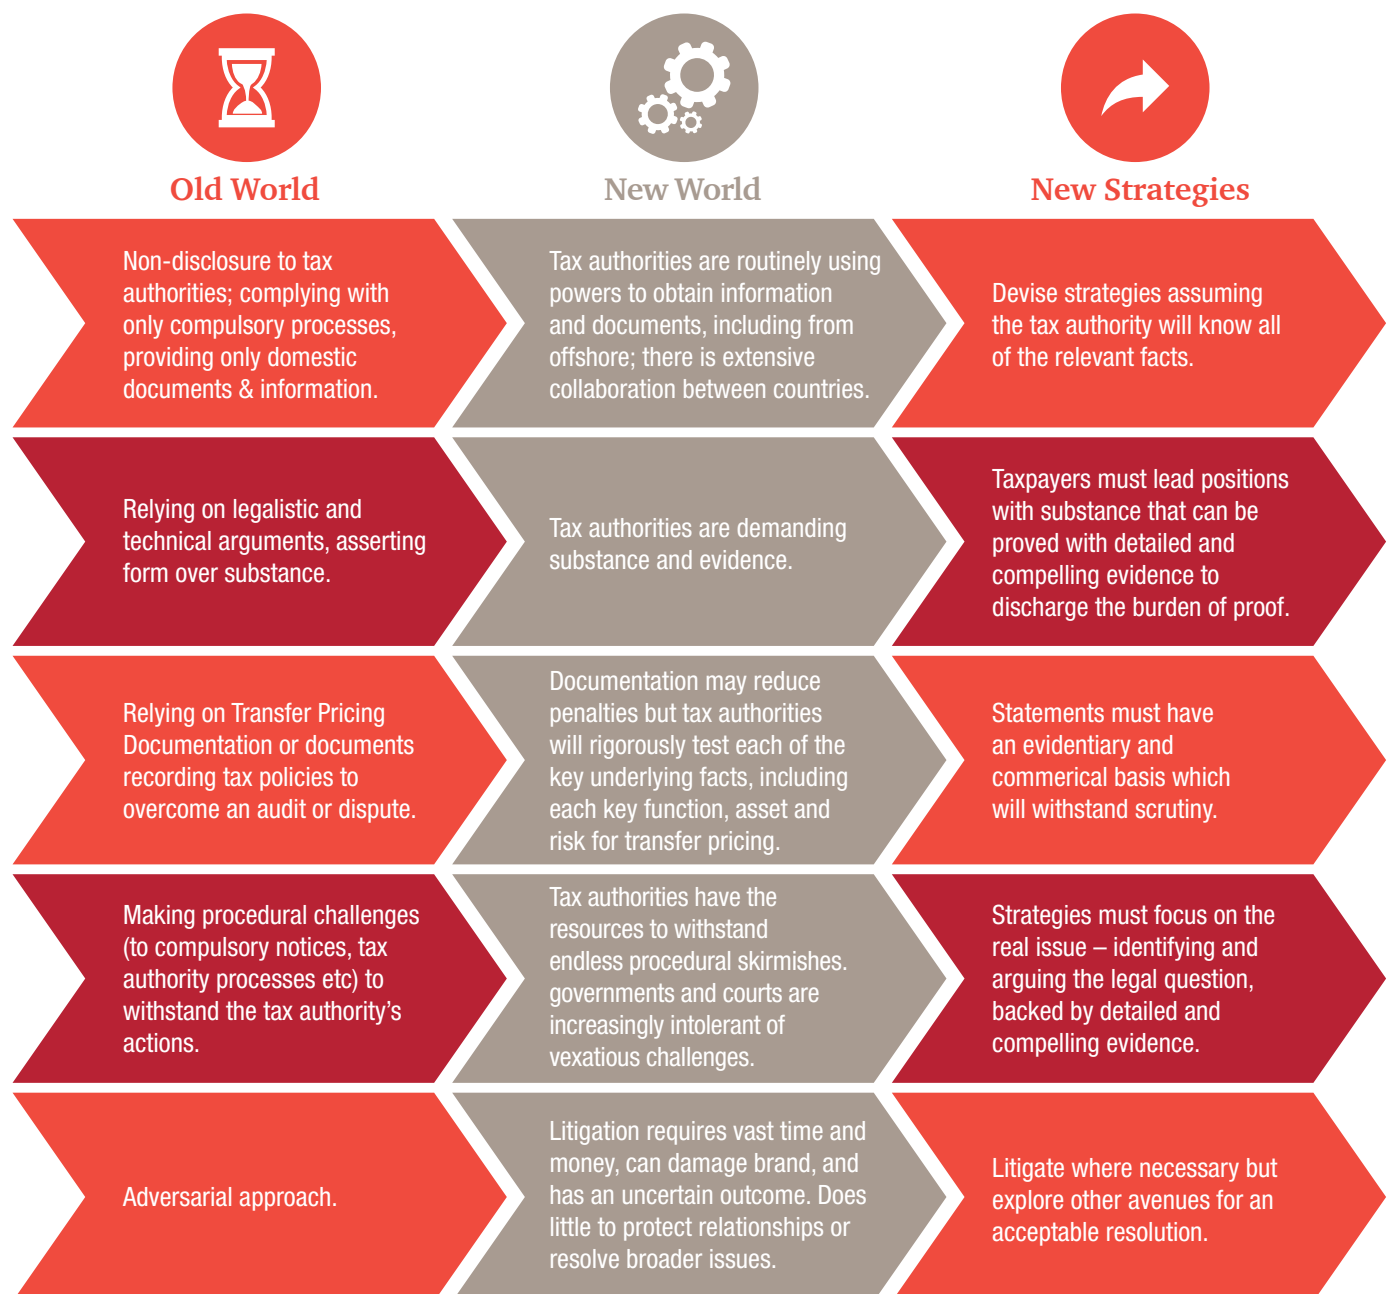 Old World
New World
New Strategies
Non-disclosure to tax
authorities; complying with
only compulsory processes,
providing only domestic
documents & information.
Tax authorities are routinely using
powers to obtain information
and documents, including from
offshore; there is extensive
collaboration between countries.
Devise strategies assuming
the tax authority will know all
of the relevant facts.
Relying on legalistic and
technical arguments, asserting
form over substance.
Tax authorities are demanding
substance and evidence.
Taxpayers must lead positions
with substance that can be
proved with detailed and
compelling evidence to
discharge the burden of proof.
Relying on Transfer Pricing
Documentation or documents
recording tax policies to
overcome an audit or dispute.
Documentation may reduce
penalties but tax authorities
will rigorously test each of the
key underlying facts, including
each key function, asset and
risk for transfer pricing.
Statements must have
an evidentiary and
commerical basis which
will withstand scrutiny.
Making procedural challenges
(to compulsory notices, tax
authority processes etc) to
withstand the tax authority’s
actions.
Tax authorities have the
resources to withstand
endless procedural skirmishes.
governments and courts are
increasingly intolerant of
vexatious challenges.
Strategies must focus on the
real issue – identifying and
arguing the legal question,
backed by detailed and
compelling evidence.
Adversarial approach.
Litigation requires vast time and
money, can damage brand, and
has an uncertain outcome. Does
little to protect relationships or
resolve broader issues.
Litigate where necessary but
explore other avenues for an
acceptable resolution.